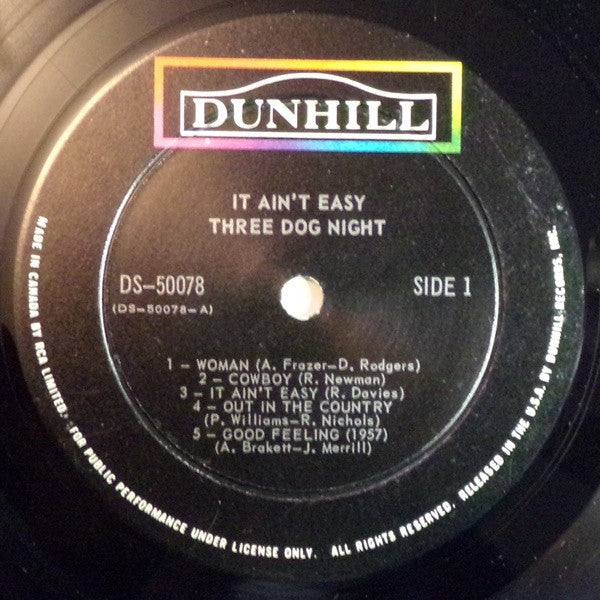 DUNHILL
IT AIN'T EASY
THREE DOG NIGHT
DS-50078
(DS-50078-A)
SIDE 1
1 - WOMAN (A. Frazer-D. Rodgers)
2 - COWBOY (R. Newman)
3 - IT AIN'T EASY (R. Davies)
4 - OUT IN THE COUNTRY
(P. Williams-R. Nichols)
5 - GOOD FEELING (1957)
(A. Brakett-J. Merrill)
MADE IN CANADA BY RCA LIMITED. FOR PUBLIC PERFORMANCE UNDER LICENSE ONLY. ALL RIGHTS RESERVED. RELEASED IN THE U.S.A. BY DUNHILL RECORDS, INC.